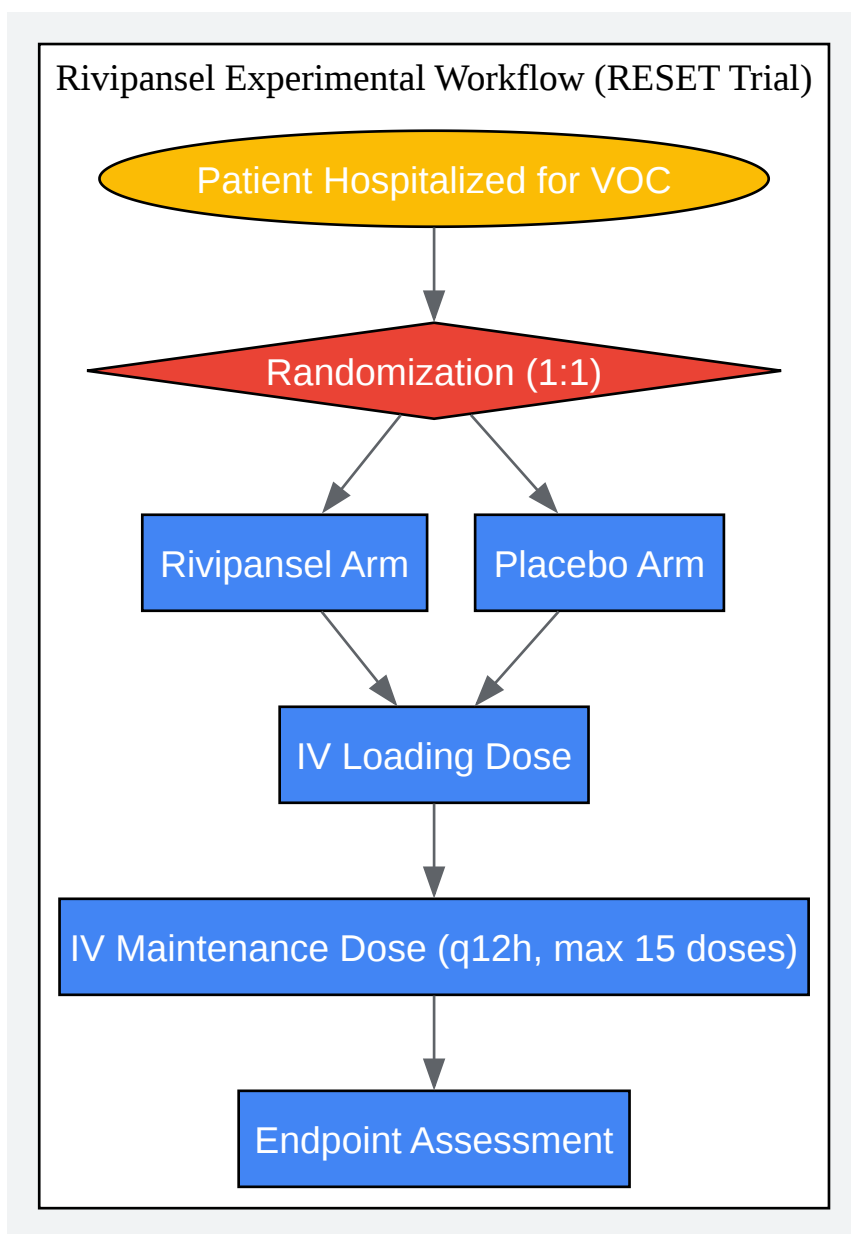 Rivipansel Experimental Workflow (RESET Trial)
Patient Hospitalized for VOC
Randomization (1:1)
Rivipansel Arm
Placebo Arm
IV Loading Dose
IV Maintenance Dose (q12h, max 15 doses)
Endpoint Assessment